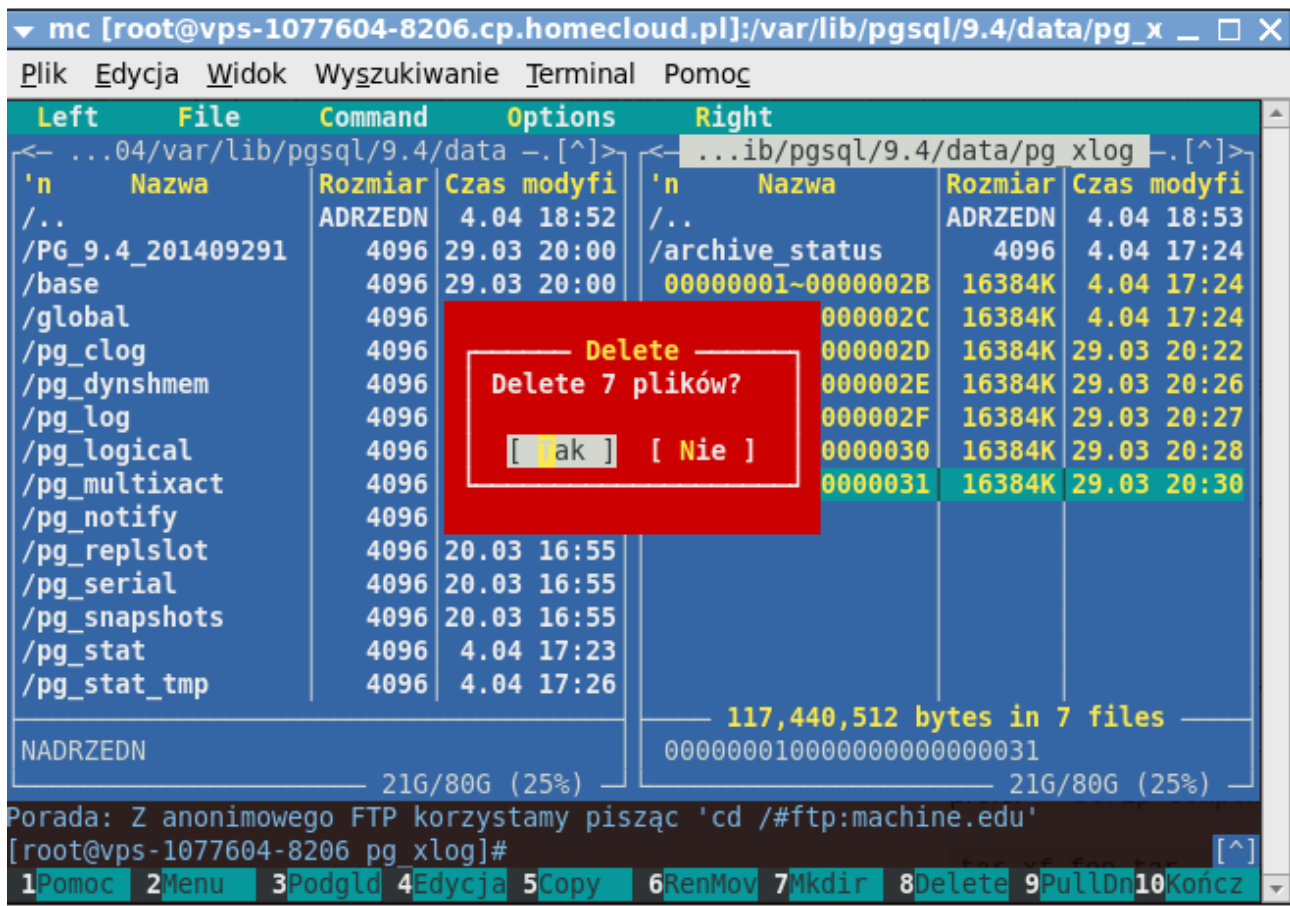 mc [root@vps-1077604-8206.cp.homecloud.pl]:/var/lib/pgsql/9.4/data/pg_x
Plik Edycja Widok Wyszukiwanie Terminal Pomoc
Left File Command Options Right
<— ...04/var/lib/pgsql/9.4/data —.[^]> <— ...ib/pgsql/9.4/data/pg_xlog —.[^]>
'n Nazwa Rozmiar Czas modyfi 'n Nazwa Rozmiar Czas modyfi
/.. ADRZEDN 4.04 18:52 /.. ADRZEDN 4.04 18:53
/PG_9.4_201409291 4096 29.03 20:00 /archive_status 4096 4.04 17:24
/base 4096 29.03 20:00 00000001~0000002B 16384K 4.04 17:24
/global 4096 000002C 16384K 4.04 17:24
/pg_clog 4096 Delete 000002D 16384K 29.03 20:22
/pg_dynshmem 4096 Delete 7 plików? 000002E 16384K 29.03 20:26
/pg_log 4096 000002F 16384K 29.03 20:27
/pg_logical 4096 [ Tak ] [ Nie ] 0000030 16384K 29.03 20:28
/pg_multixact 4096 0000031 16384K 29.03 20:30
/pg_notify 4096
/pg_replslot 4096 20.03 16:55
/pg_serial 4096 20.03 16:55
/pg_snapshots 4096 20.03 16:55
/pg_stat 4096 4.04 17:23
/pg_stat_tmp 4096 4.04 17:26
117,440,512 bytes in 7 files
NADRZEDN 000000010000000000000031
21G/80G (25%) 21G/80G (25%)
Porada: Z anonimowego FTP korzystamy pisząc 'cd /#ftp:machine.edu'
[root@vps-1077604-8206 pg_xlog]# [^]
1Pomoc 2Menu 3Podgld 4Edycja 5Copy 6RenMov 7Mkdir 8Delete 9PullDn 10Kończ